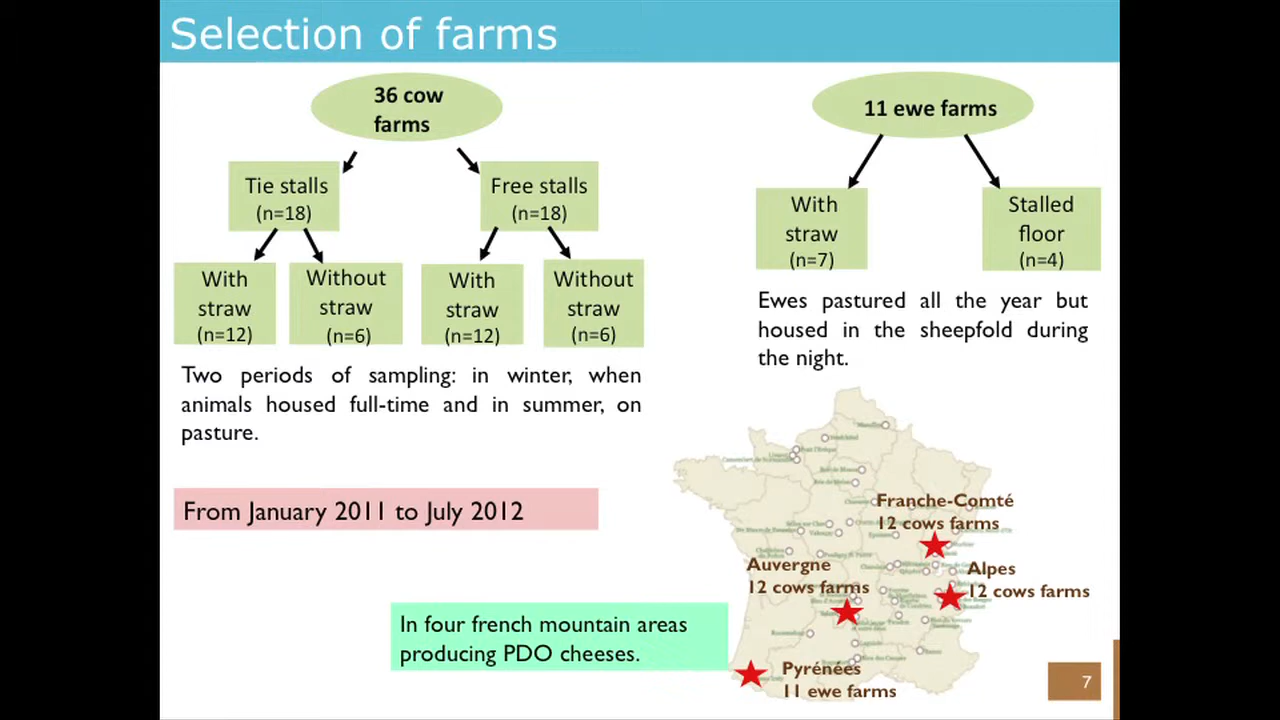 Selection of farms
36 cow
farms
Tie stalls
(n=18)
Free stalls
(n=18)
With
straw
(n=12)
Without
straw
(n=6)
With
straw
(n=12)
Without
straw
(n=6)
Two periods of sampling: in winter, when
animals housed full-time and in summer, on
pasture.
From January 2011 to July 2012
In four french mountain areas
producing PDO cheeses.
11 ewe farms
With
straw
(n=7)
Stalled
floor
(n=4)
Ewes pastured all the year but
housed in the sheepfold during
the night.
Franche-Comté
12 cows farms
Auvergne
12 cows farms
Alpes
12 cows farms
Pyrénées
11 ewe farms
7